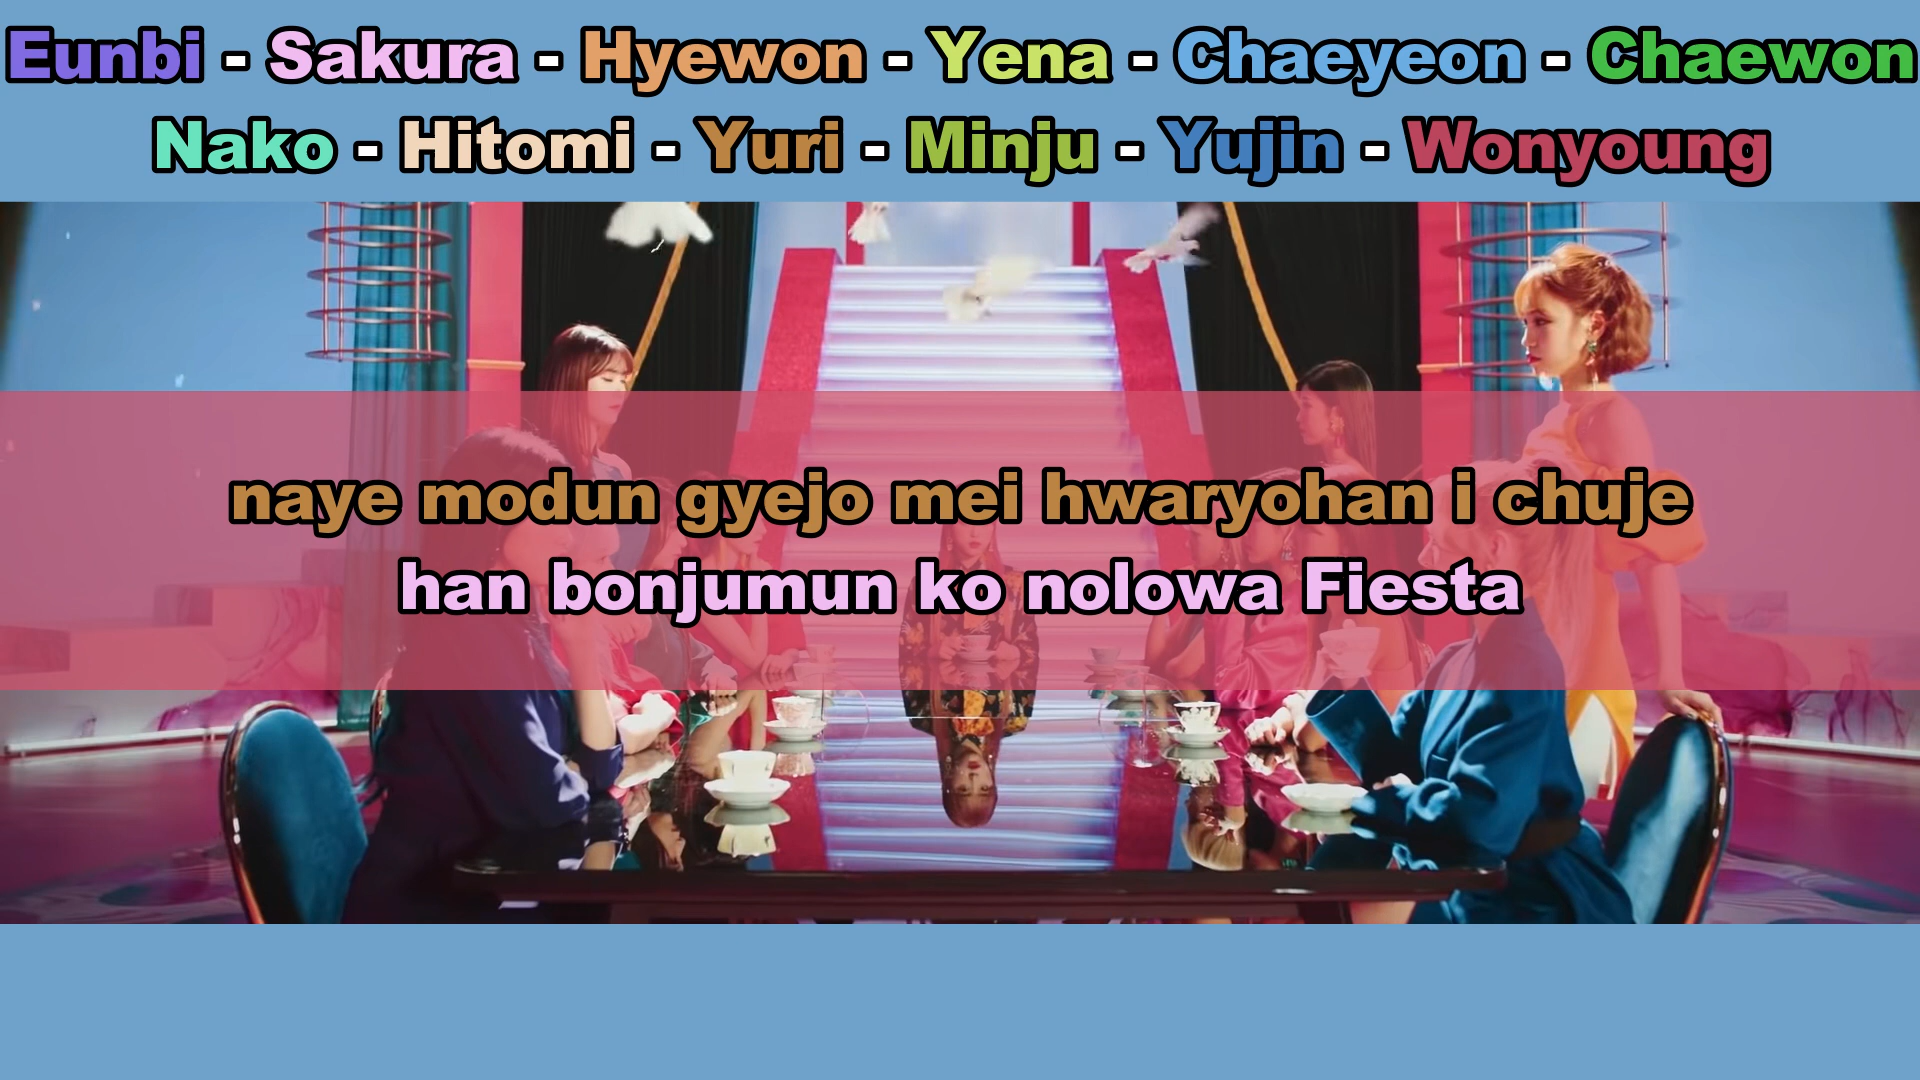 Eunbi - Sakura - Hyewon - Yena - Chaeyeon - Chaewon
Nako - Hitomi - Yuri - Minju - Yujin - Wonyoung
naye modun gyejo mei hwaryohan i chuje
han bonjumun ko nolowa Fiesta